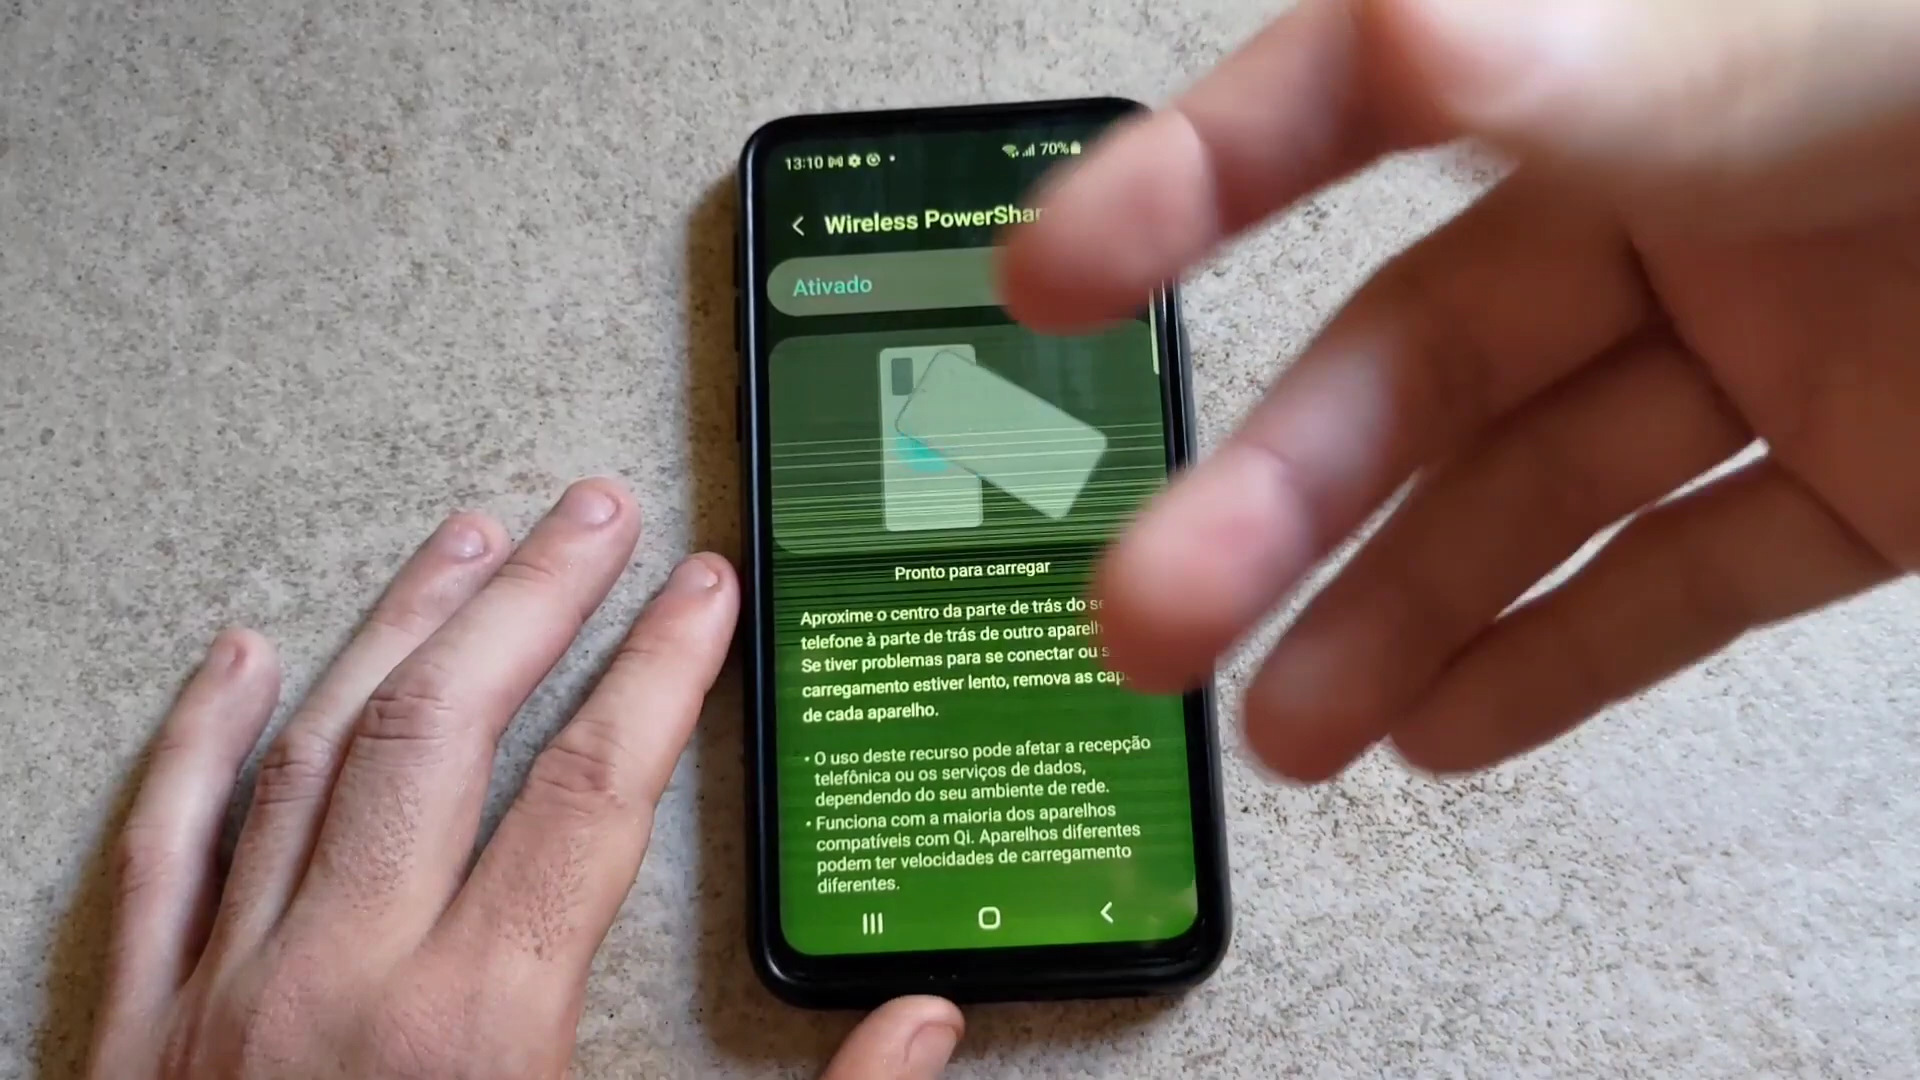 13:10 70%
Wireless PowerShar
Ativado
Pronto para carregar
Aproxime o centro da parte de trás do
telefone à parte de trás de outro aparelh
Se tiver problemas para se conectar ou
carregamento estiver lento, remova as cap
de cada aparelho.
• O uso deste recurso pode afetar a recepção
telefônica ou os serviços de dados,
dependendo do seu ambiente de rede.
• Funciona com a maioria dos aparelhos
compatíveis com Qi. Aparelhos diferentes
podem ter velocidades de carregamento
diferentes.